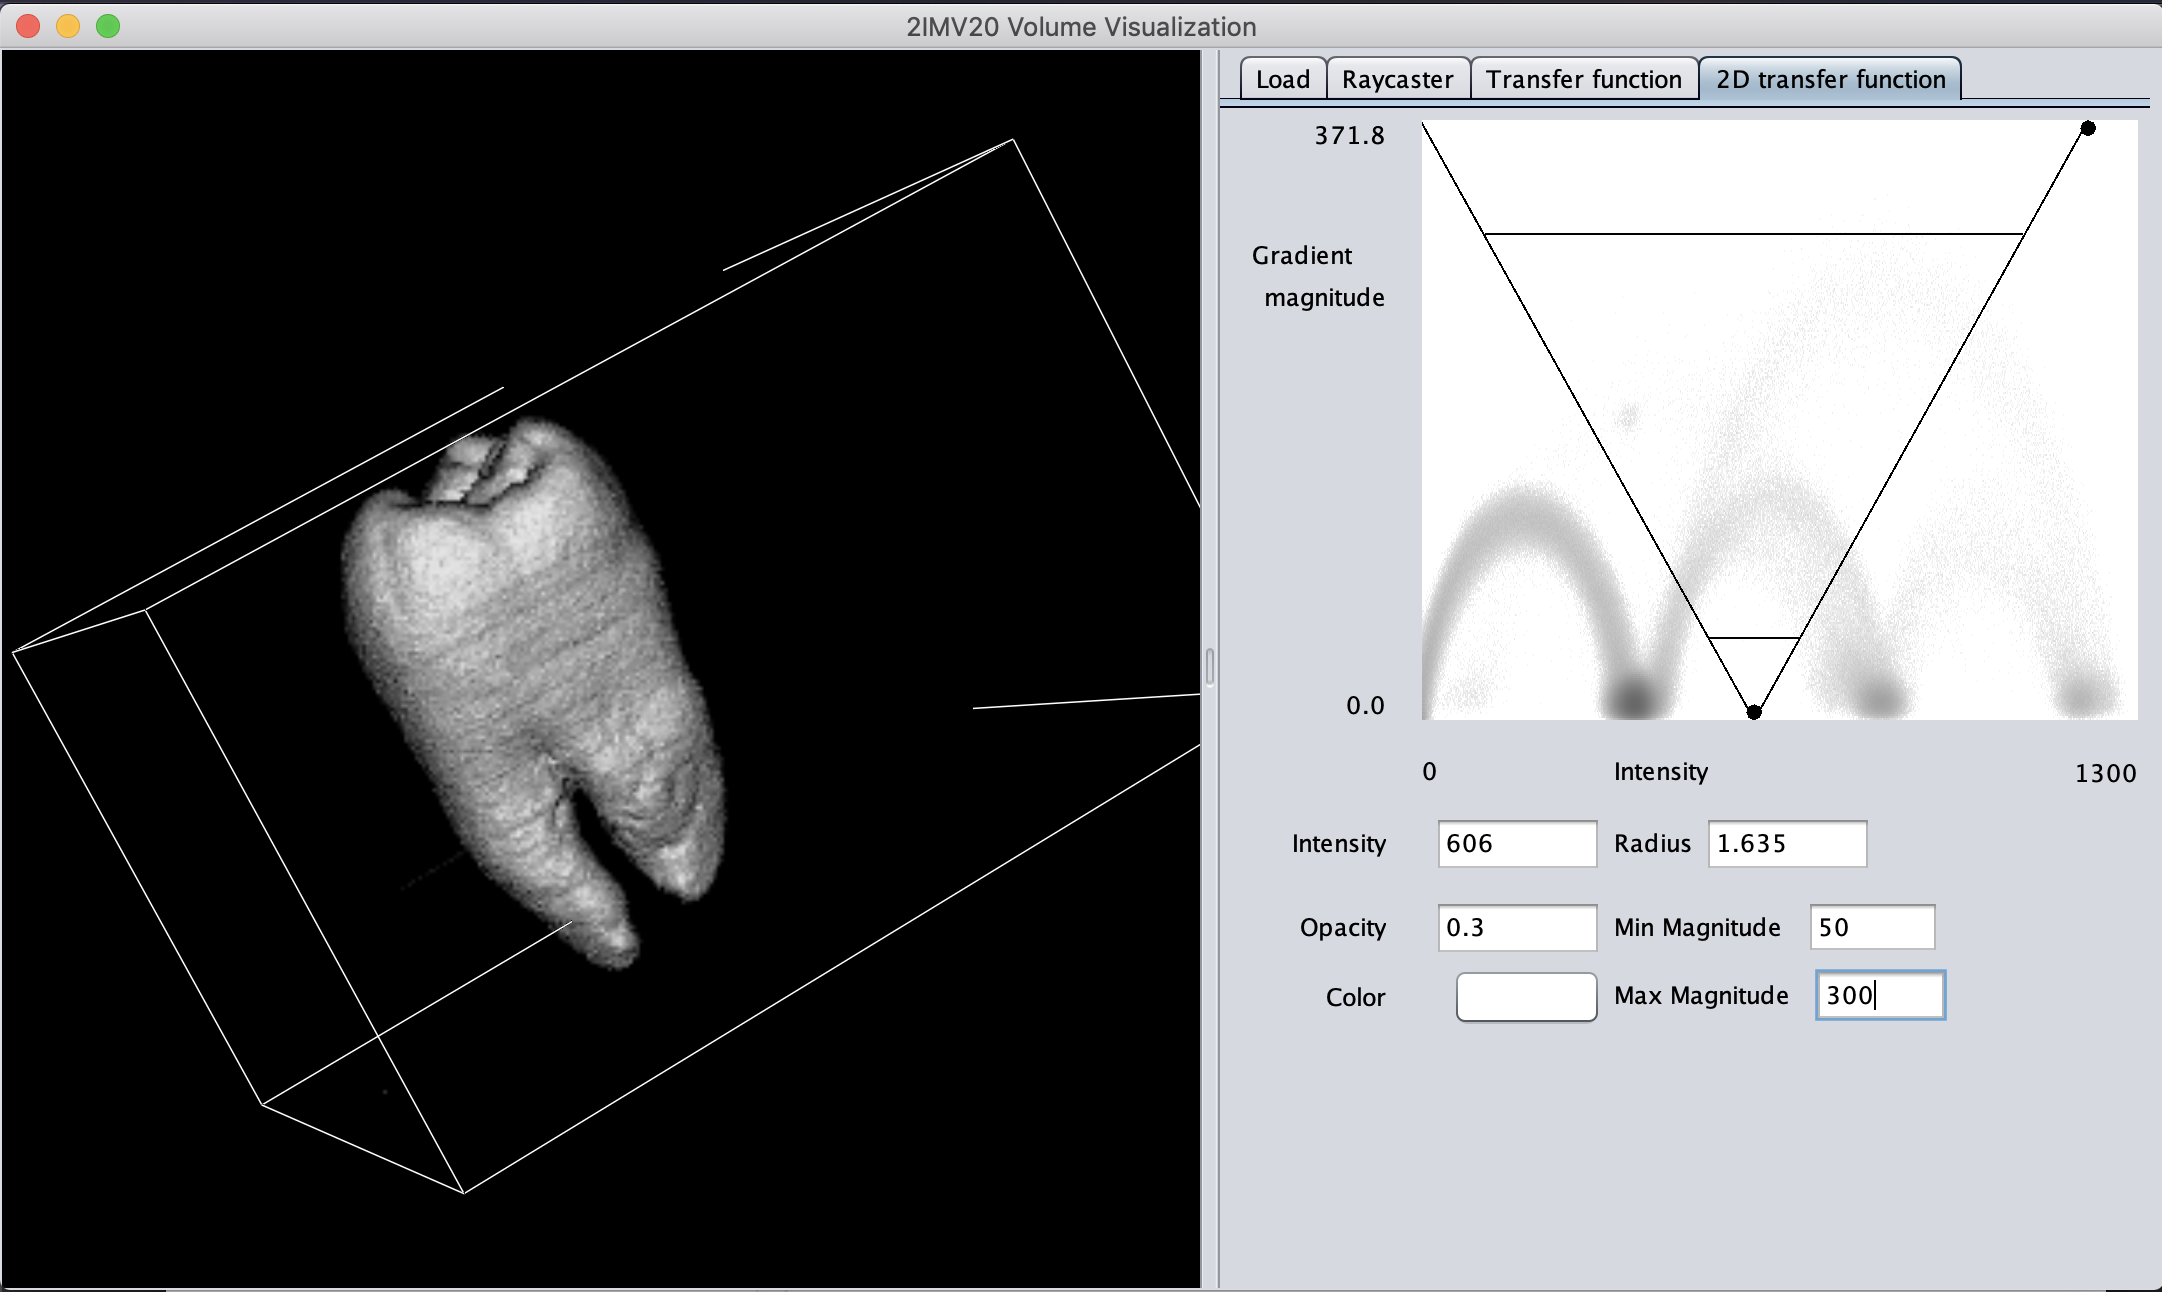 2IMV20 Volume Visualization
Load Raycaster Transfer function 2D transfer function
371.8
Gradient
magnitude
0.0
0 Intensity 1300
Intensity 606 Radius 1.635
Opacity 0.3 Min Magnitude 50
Color Max Magnitude 300